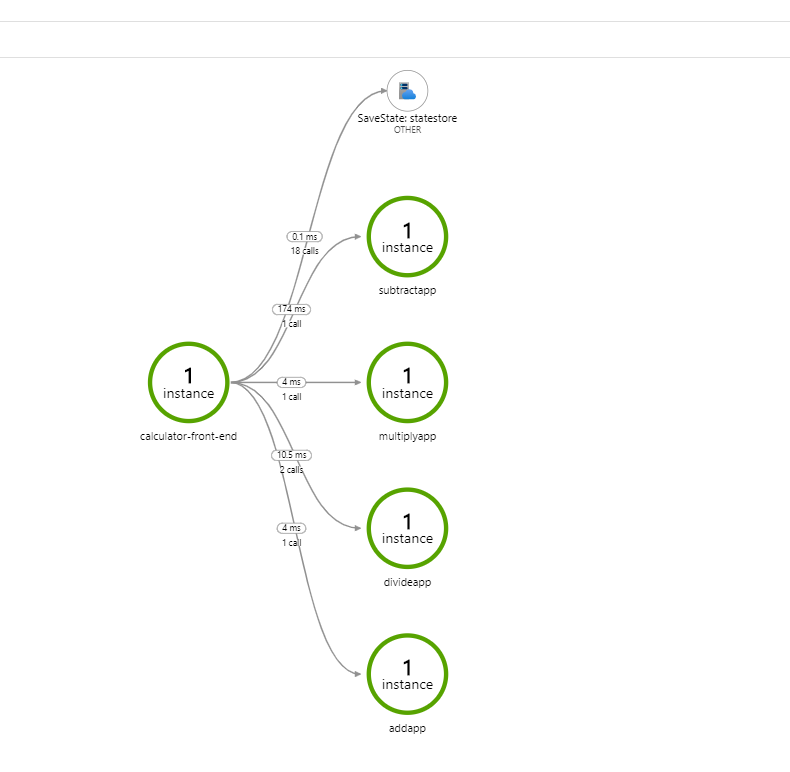 SaveState: statestore
OTHER
0.1 ms
18 calls
1
instance
subtractapp
174 ms
1 call
1
instance
calculator-front-end
4 ms
1 call
1
instance
multiplyapp
10.5 ms
2 calls
1
instance
divideapp
4 ms
1 call
1
instance
addapp